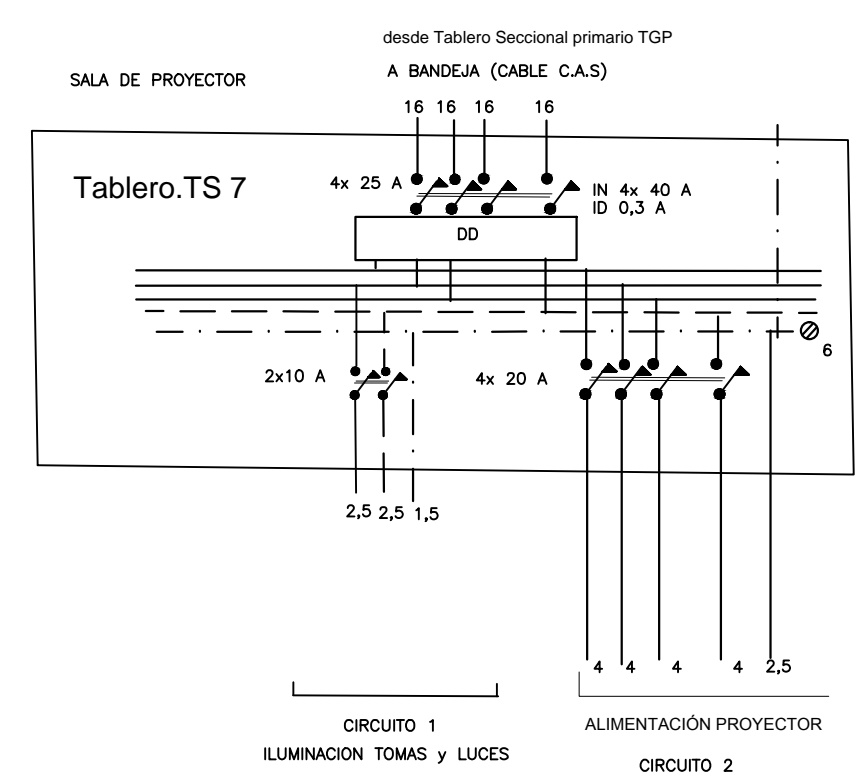 desde Tablero Seccional primario TGP
A BANDEJA (CABLE C.A.S)
SALA DE PROYECTOR
16 16 16 16
Tablero.TS 7
4x 25 A
IN 4x 40 A
ID 0,3 A
DD
6
2x10 A
4x 20 A
2,5 2,5 1,5
4 4 4 4 2,5
CIRCUITO 1
ILUMINACION TOMAS y LUCES
ALIMENTACIÓN PROYECTOR
CIRCUITO 2